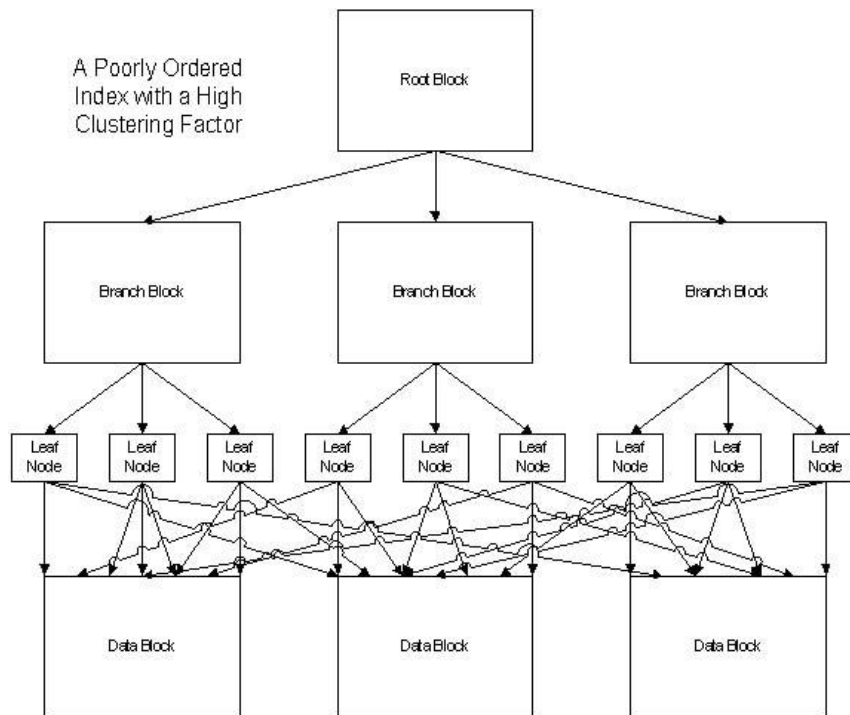 A Poorly Ordered
Index with a High
Clustering Factor
Root Block
Branch Block
Branch Block
Branch Block
Leaf
Node
Leaf
Node
Leaf
Node
Leaf
Node
Leaf
Node
Leaf
Node
Leaf
Node
Leaf
Node
Leaf
Node
Data Block
Data Block
Data Block